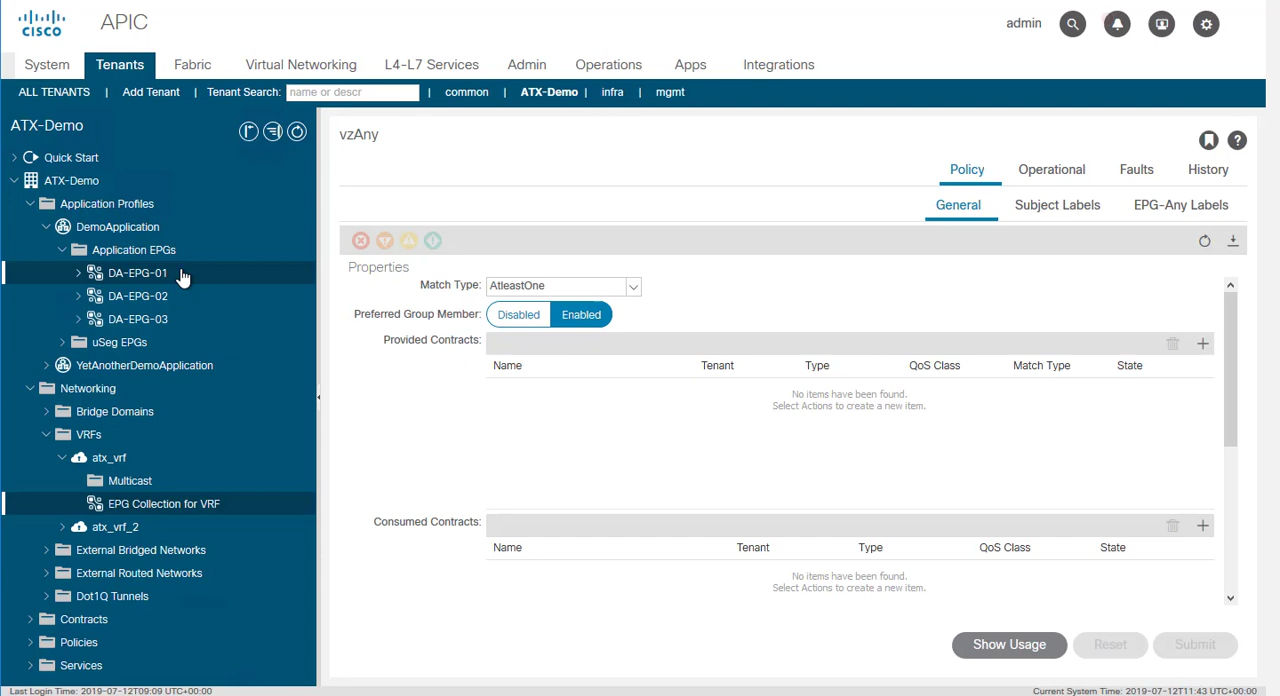 CISCO
APIC
admin
System
Tenants
Fabric
Virtual Networking
L4-L7 Services
Admin
Operations
Apps
Integrations
ALL TENANTS | Add Tenant | Tenant Search: name or descr | common | ATX-Demo | infra | mgmt
ATX-Demo
Quick Start
ATX-Demo
Application Profiles
DemoApplication
Application EPGs
DA-EPG-01
DA-EPG-02
DA-EPG-03
uSeg EPGs
YetAnotherDemoApplication
Networking
Bridge Domains
VRFs
atx_vrf
Multicast
EPG Collection for VRF
atx_vrf_2
External Bridged Networks
External Routed Networks
Dot1Q Tunnels
Contracts
Policies
Services
vzAny
Policy
Operational
Faults
History
General
Subject Labels
EPG-Any Labels
Properties
Match Type: AtleastOne
Preferred Group Member: Disabled Enabled
Provided Contracts:
Name Tenant Type QoS Class Match Type State
No items have been found.
Select Actions to create a new item.
Consumed Contracts:
Name Tenant Type QoS Class State
No items have been found.
Select Actions to create a new item.
Show Usage
Reset
Submit
Last Login Time: 2019-07-12T09:09 UTC+00:00
Current System Time: 2019-07-12T11:43 UTC+00:00